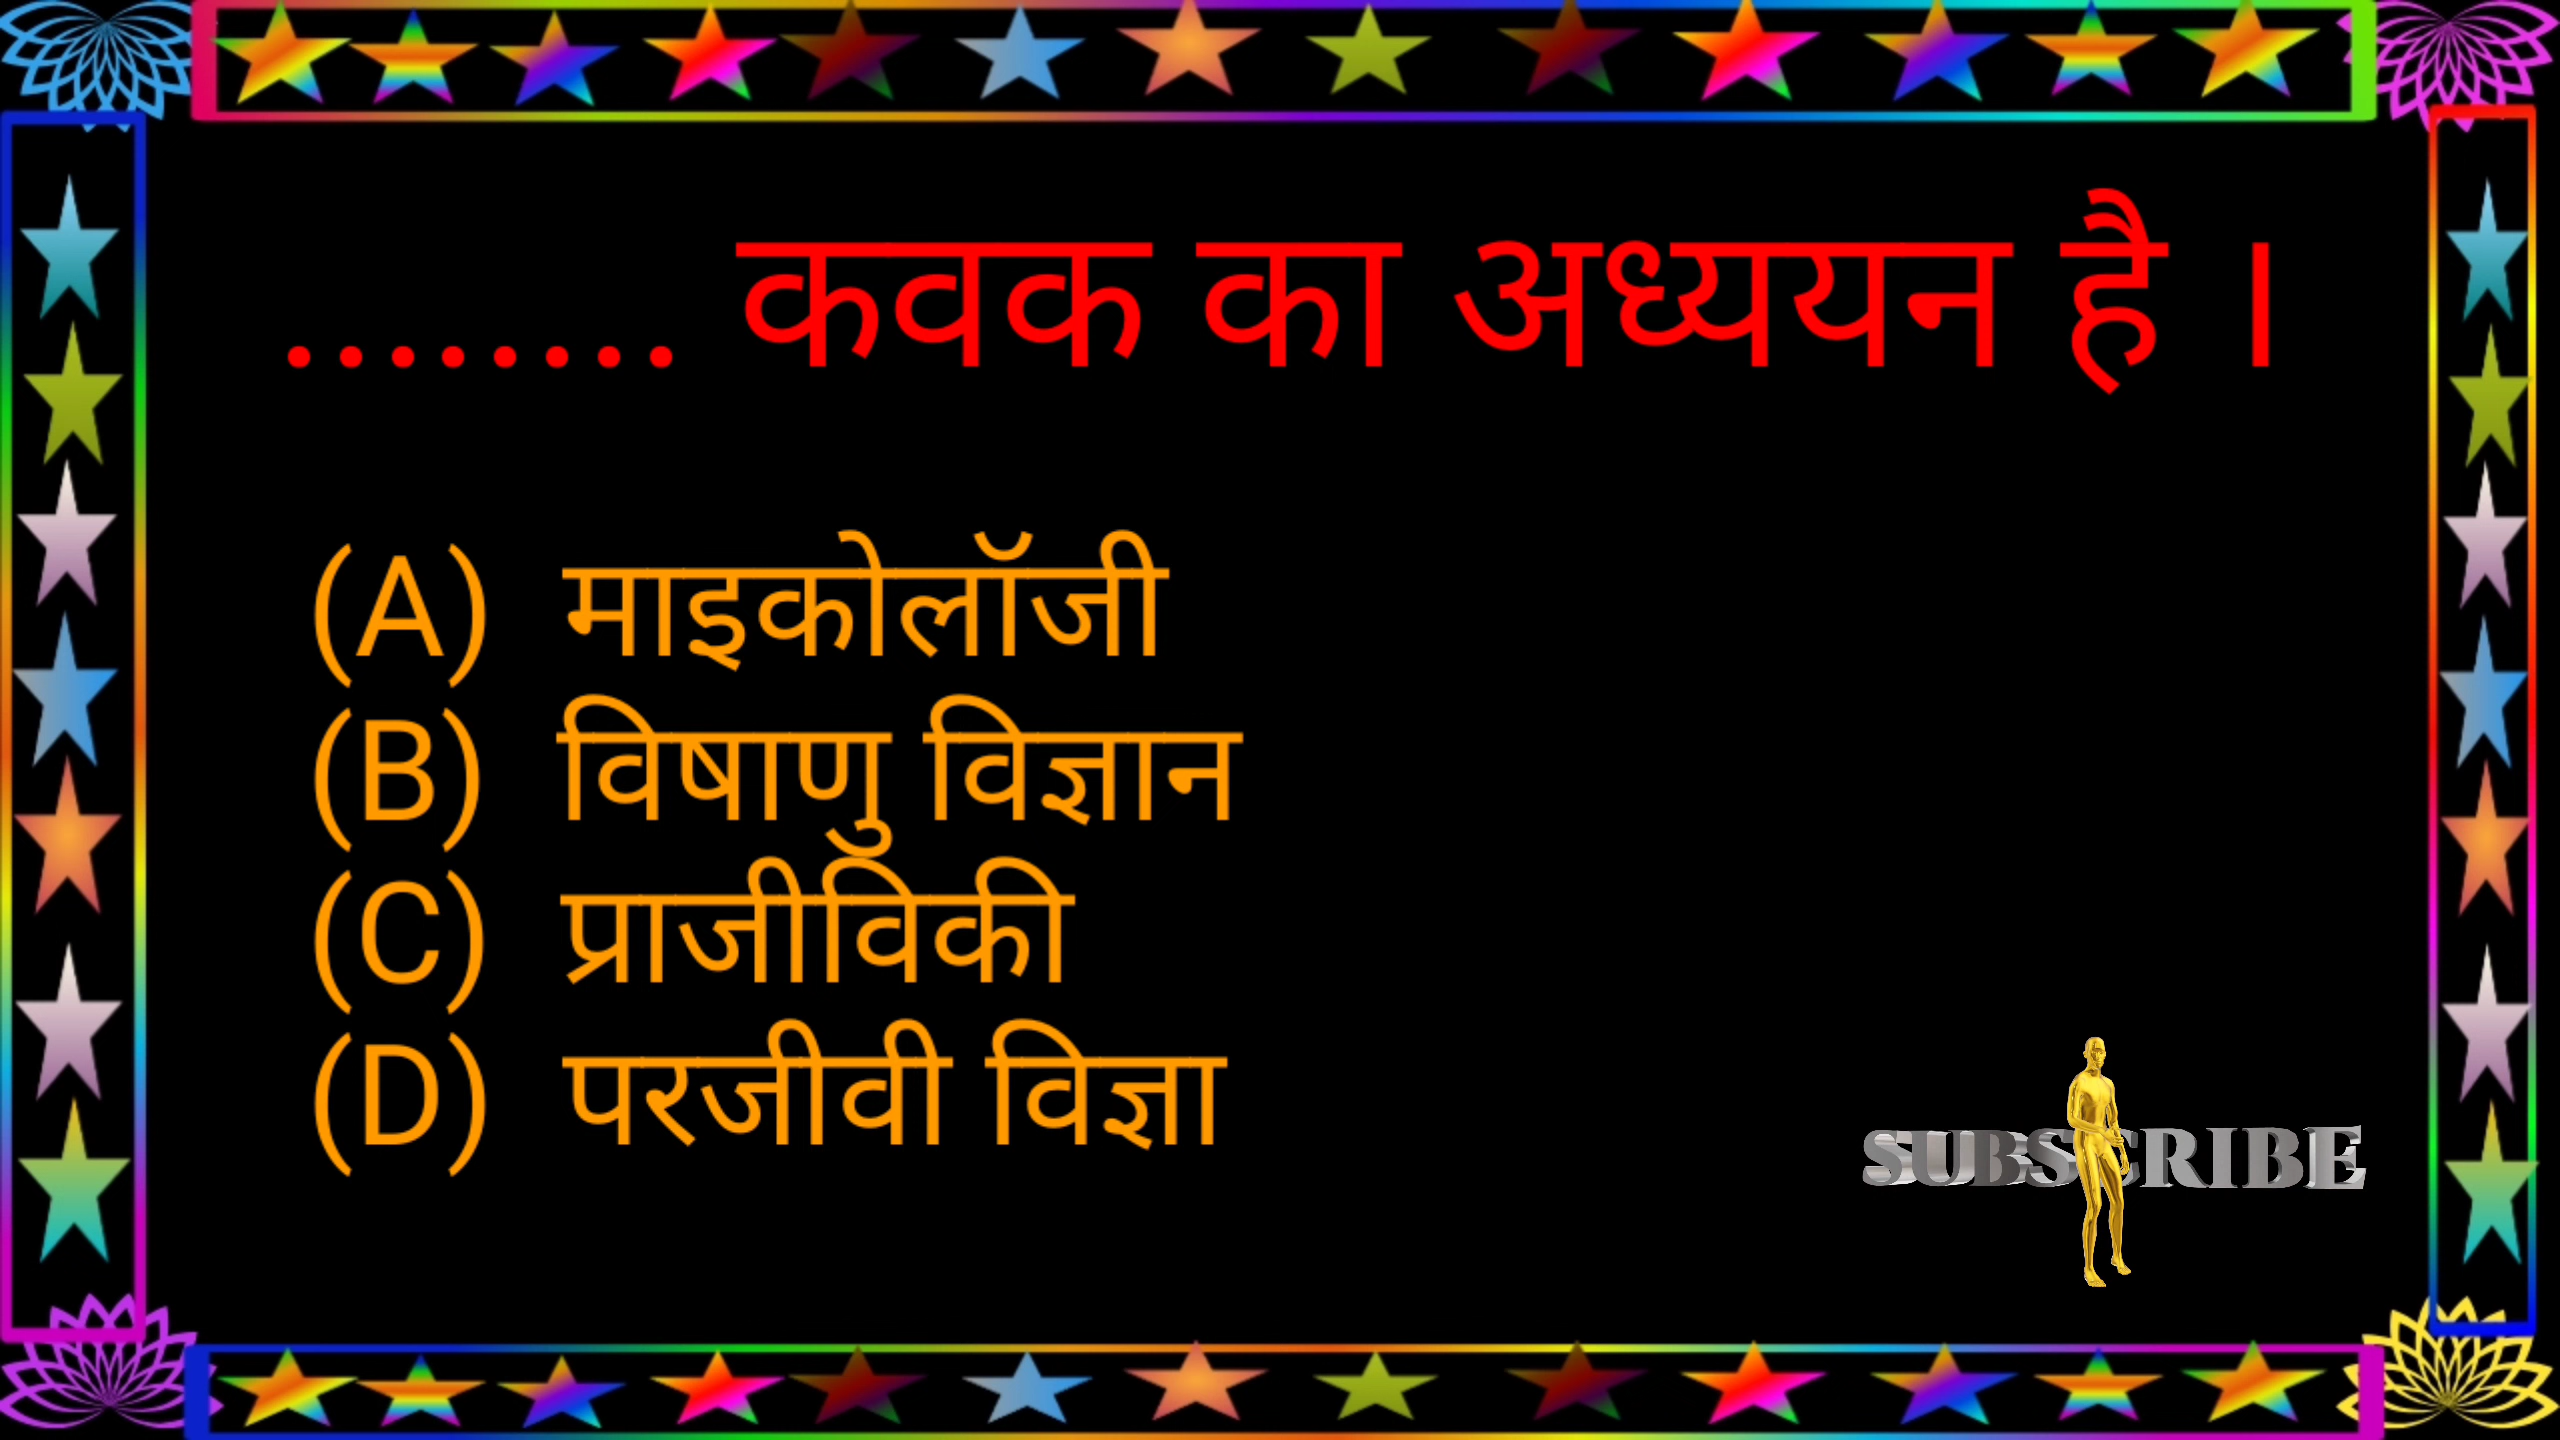 ........ कवक का अध्ययन है ।
(A) माइकोलॉजी
(B) विषाणु विज्ञान
(C) प्राजीविकी
(D) परजीवी विज्ञा
SUBSCRIBE